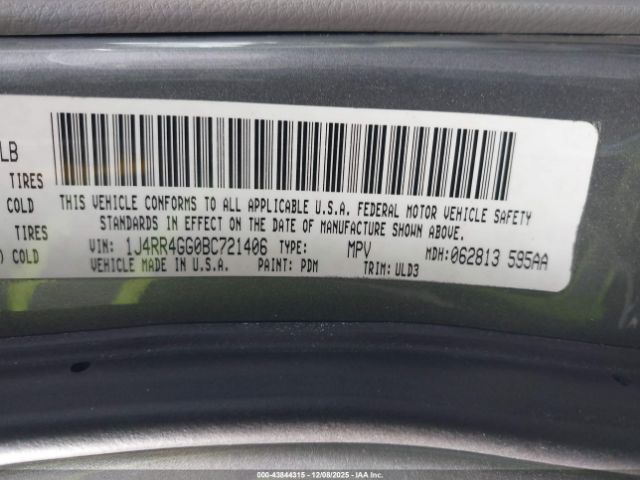 LB
TIRES
COLD
TIRES
) COLD
THIS VEHICLE CONFORMS TO ALL APPLICABLE U.S.A. FEDERAL MOTOR VEHICLE SAFETY
STANDARDS IN EFFECT ON THE DATE OF MANUFACTURE SHOWN ABOVE.
VIN: 1J4RR4GG0BC721406 TYPE: MPV MDH:062813 595AA
VEHICLE MADE IN U.S.A. PAINT: PDM TRIM: ULD3
000-43844315 | 12/08/2025 | IAAI.COM